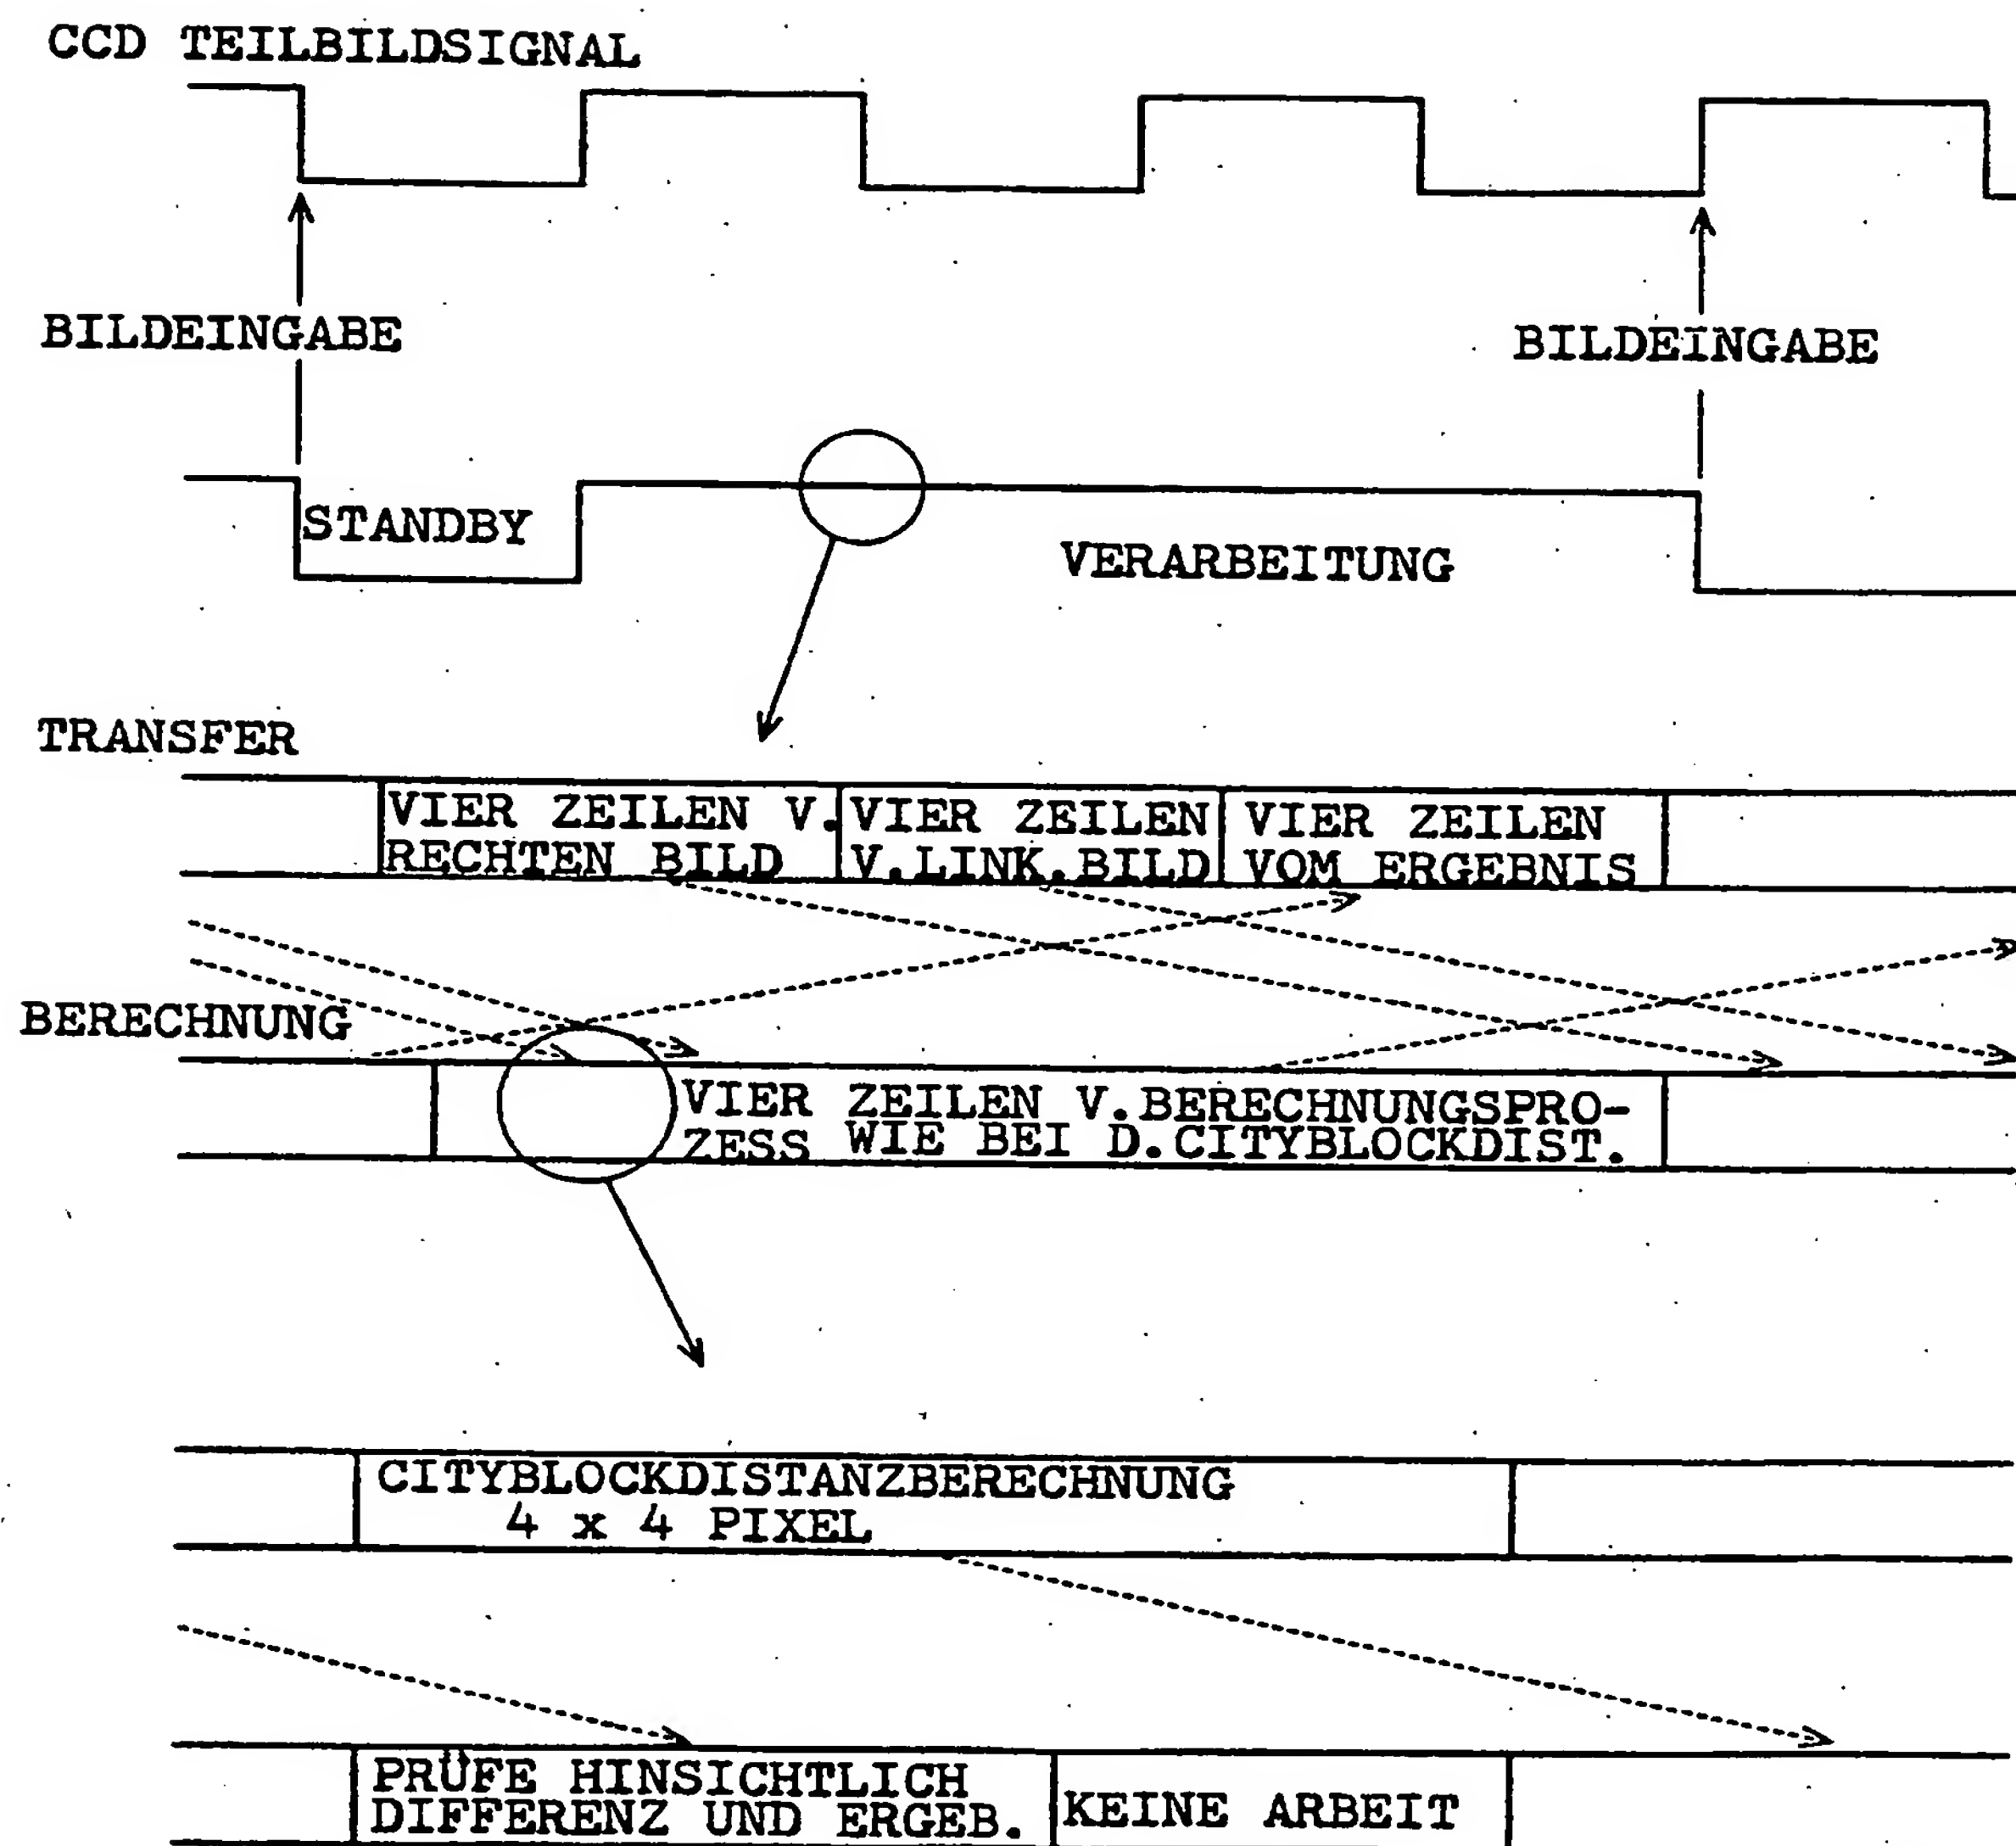 CCD TEILBILDSIGNAL
BILDEINGABE
BILDEINGABE
STANDBY
VERARBEITUNG
TRANSFER
VIER ZEILEN V.
RECHTEN BILD
VIER ZEILEN
V.LINK.BILD
VIER ZEILEN
VOM ERGEBNIS
BERECHNUNG
VIER ZEILEN V.BERECHNUNGSPRO-
ZESS WIE BEI D.CITYBLOCKDIST.
CITYBLOCKDISTANZBERECHNUNG
4 x 4 PIXEL
PRÜFE HINSICHTLICH
DIFFERENZ UND ERGEB.
KEINE ARBEIT